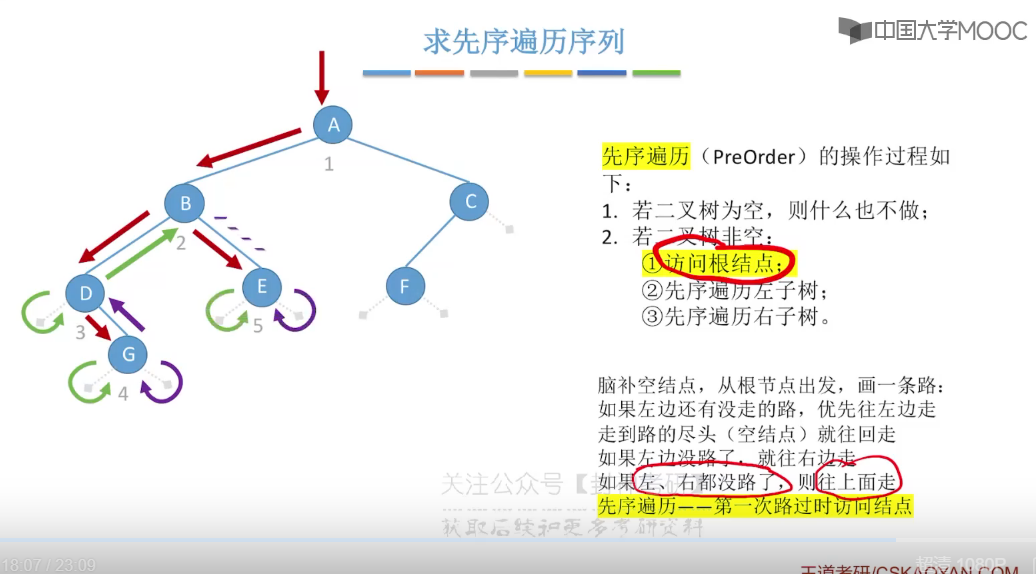 中国大学MOOC
求先序遍历序列
A
1
B
2
C
D
3
E
5
F
G
4
先序遍历（PreOrder）的操作过程如
下：
1. 若二叉树为空，则什么也不做；
2. 若二叉树非空：
①访问根结点；
②先序遍历左子树；
③先序遍历右子树。
脑补空结点，从根节点出发，画一条路：
如果左边还有没走的路，优先往左边走
走到路的尽头（空结点）就往回走
如果左边没路了，就往右边走
如果左、右都没路了，则往上面走
先序遍历——第一次路过时访问结点
关注公众号【
获取后续和更多考研资料
18:07 / 23:09
超清 1080P
王道考研/CSKAOYAN.COM